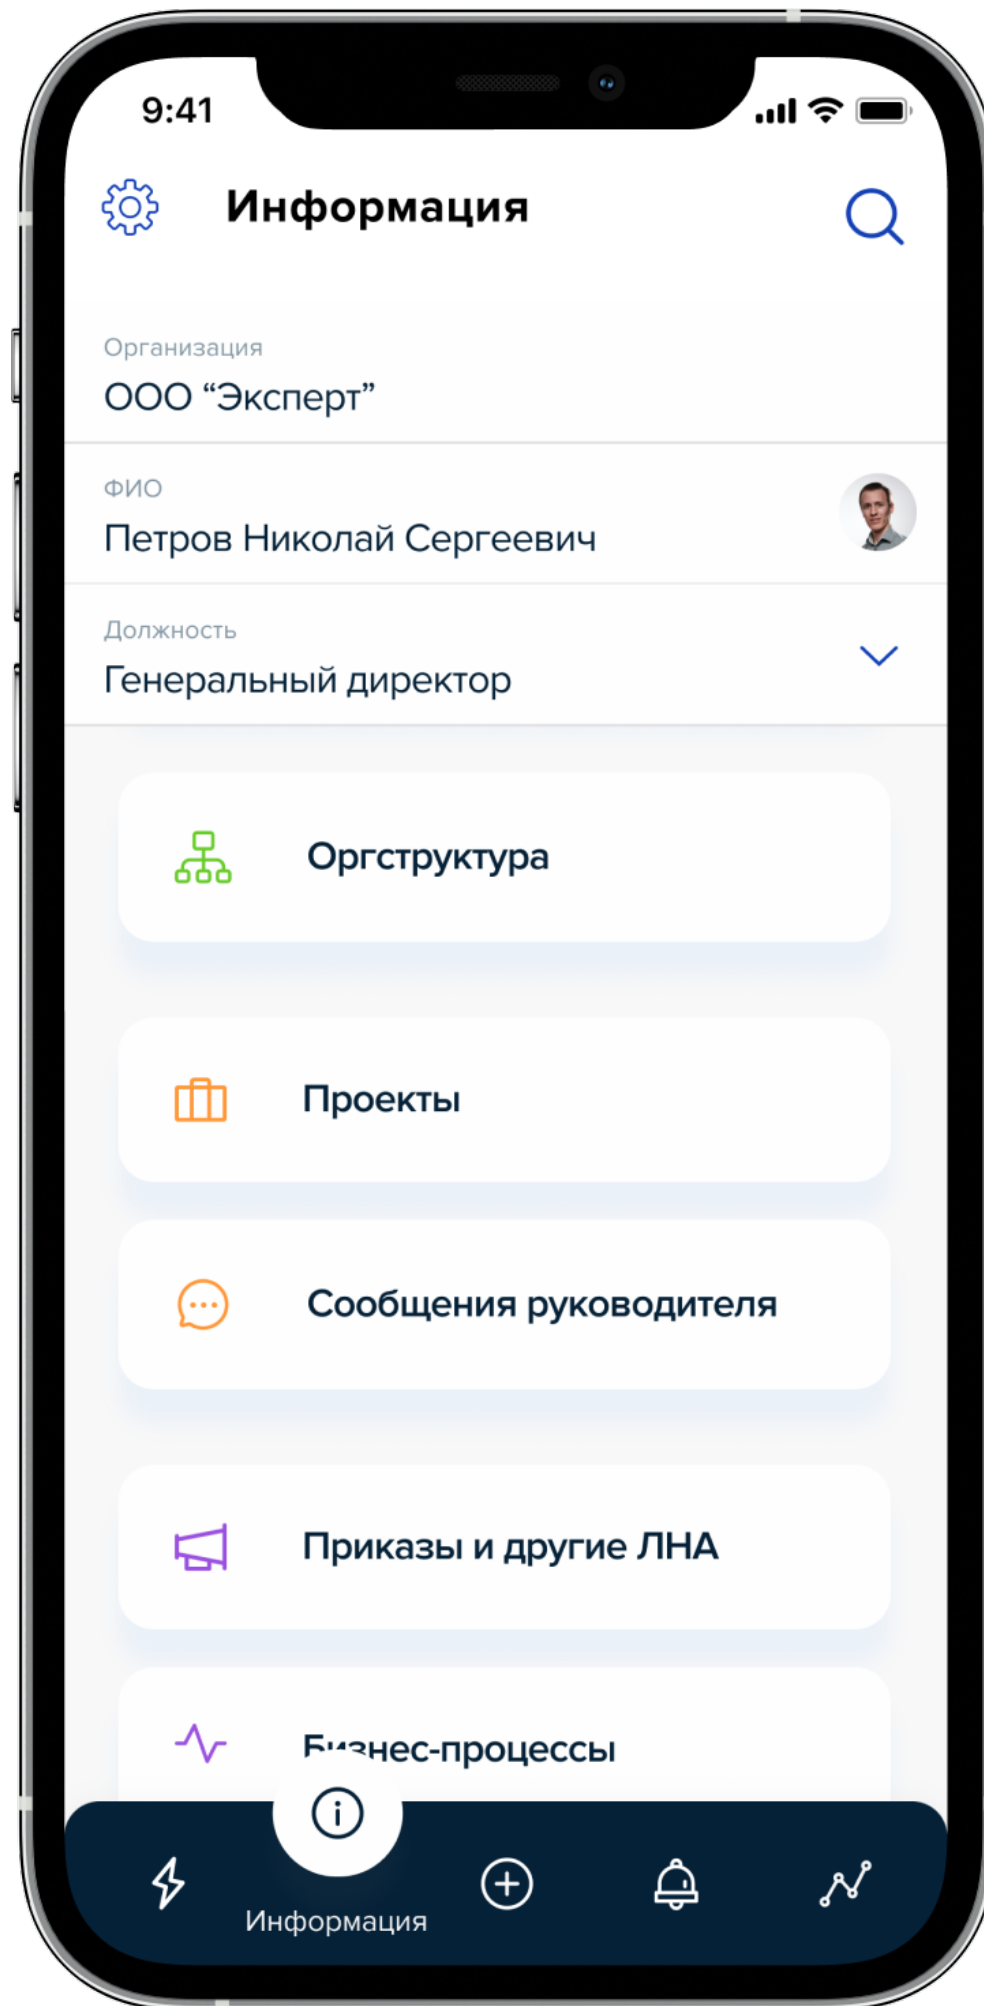 9:41
Информация
Организация
ООО “Эксперт”
ФИО
Петров Николай Сергеевич
Должность
Генеральный директор
Оргструктура
Проекты
Сообщения руководителя
Приказы и другие ЛНА
Бизнес-процессы
Информация